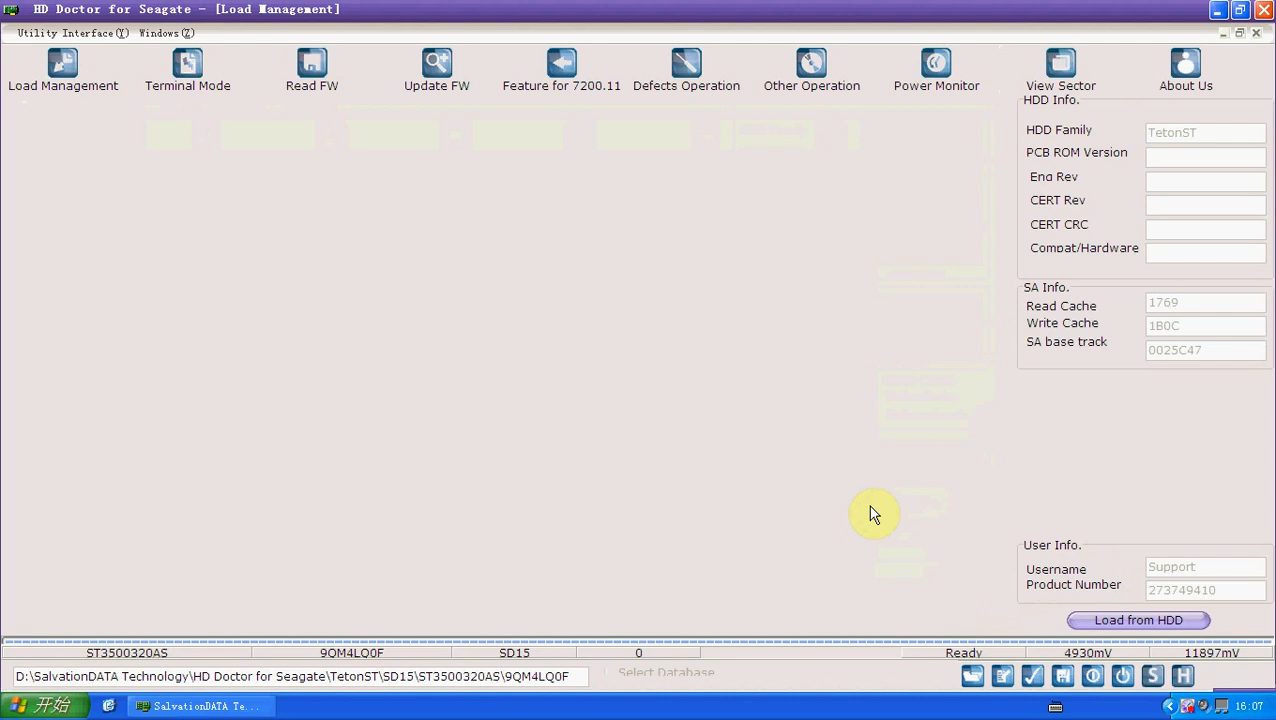 HD Doctor for Seagate - [Load Management]
Utility Interface(Y) Windows(Z)
Load Management Terminal Mode Read FW Update FW Feature for 7200.11 Defects Operation Other Operation Power Monitor View Sector About Us
HDD Info.
HDD Family TetonST
PCB ROM Version
Eng Rev
CERT Rev
CERT CRC
Compat/Hardware
SA Info.
Read Cache 1769
Write Cache 1B0C
SA base track 0025C47
User Info.
Username Support
Product Number 273749410
Load from HDD
ST3500320AS 9QM4LQ0F SD15 0 Ready 4930mV 11897mV
D:\SalvationDATA Technology\HD Doctor for Seagate\TetonST\SD15\ST3500320AS\9QM4LQ0F Select Database
S H
开始 SalvationDATA Te... 16:07